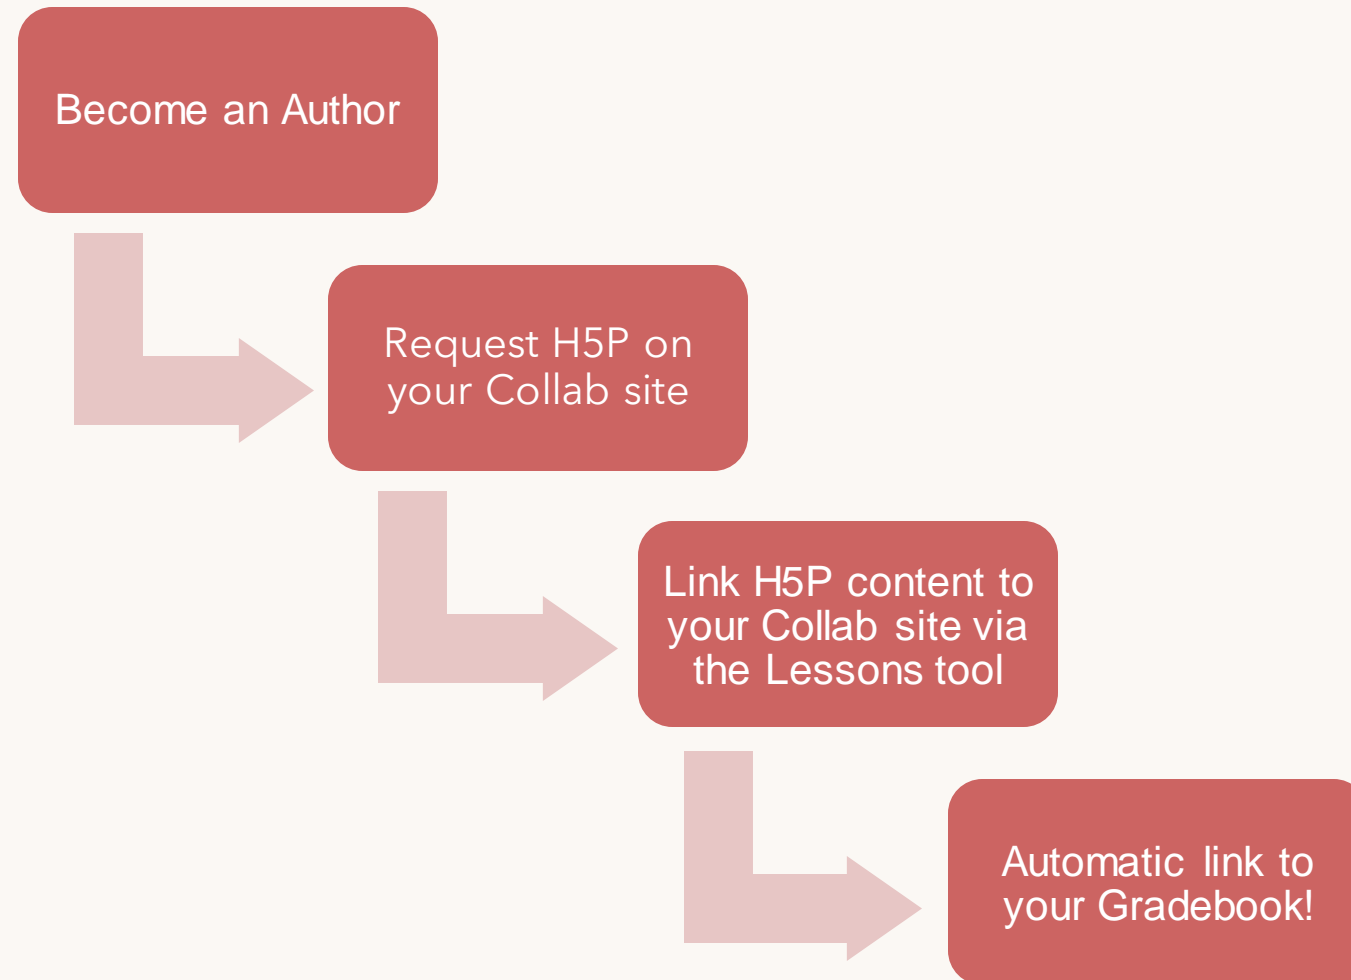 Become an Author
Request H5P on
your Collab site
Link H5P content to
your Collab site via
the Lessons tool
Automatic link to
your Gradebook!